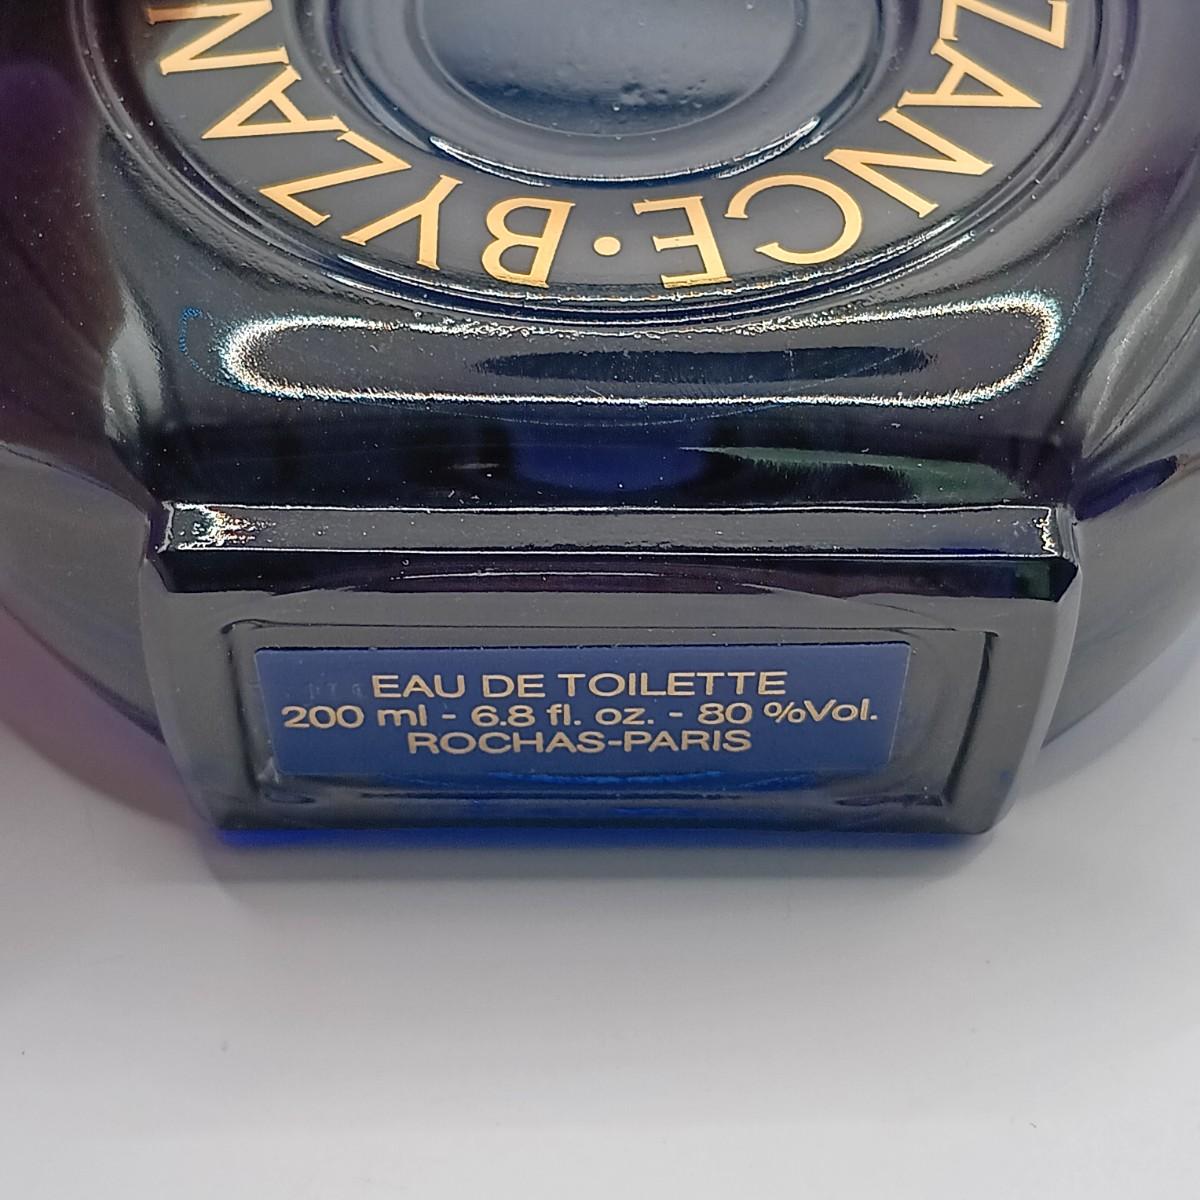 ZANCE·BYZAN
EAU DE TOILETTE
200 ml - 6.8 fl. oz. - 80 %Vol.
ROCHAS-PARIS